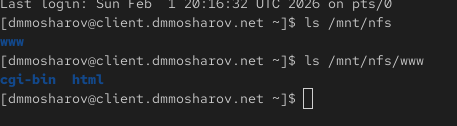 Last login: Sun Feb  1 20:16:32 UTC 2026 on pts/0
[dmmosharov@client.dmmosharov.net ~]$ ls /mnt/nfs
www
[dmmosharov@client.dmmosharov.net ~]$ ls /mnt/nfs/www
cgi-bin  html
[dmmosharov@client.dmmosharov.net ~]$